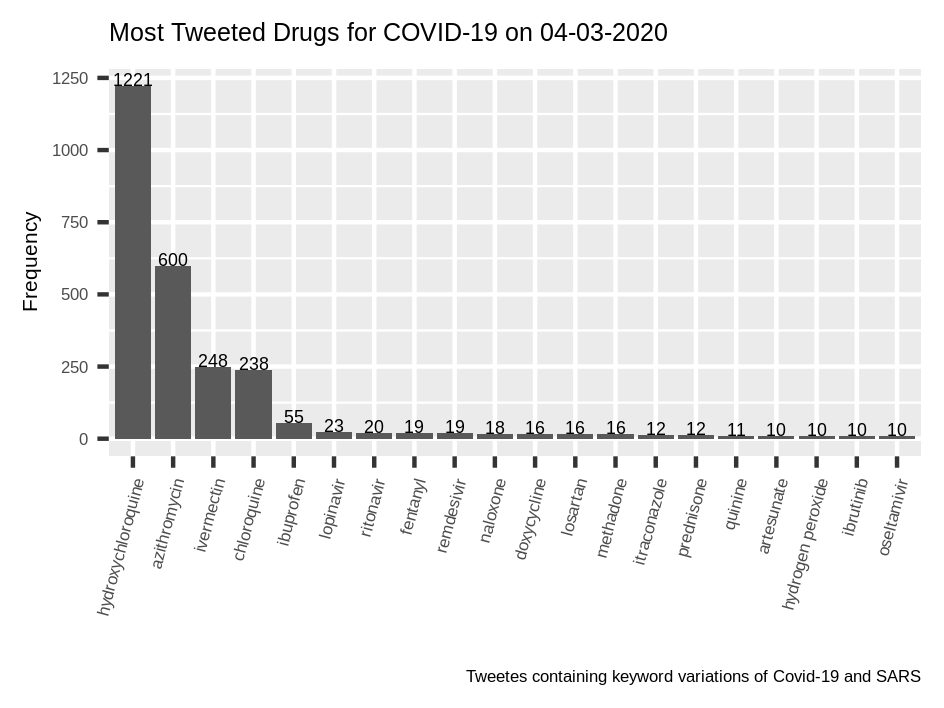 Most Tweeted Drugs for COVID-19 on 04-03-2020
Frequency
1250
1000
750
500
250
0
1221
600
248
238
55
23
20
19
19
18
16
16
16
12
12
11
10
10
10
10
hydroxychloroquine
azithromycin
ivermectin
chloroquine
ibuprofen
lopinavir
ritonavir
fentanyl
remdesivir
naloxone
doxycycline
losartan
methadone
itraconazole
prednisone
quinine
artesunate
hydrogen peroxide
ibrutinib
oseltamivir
Tweetes containing keyword variations of Covid-19 and SARS